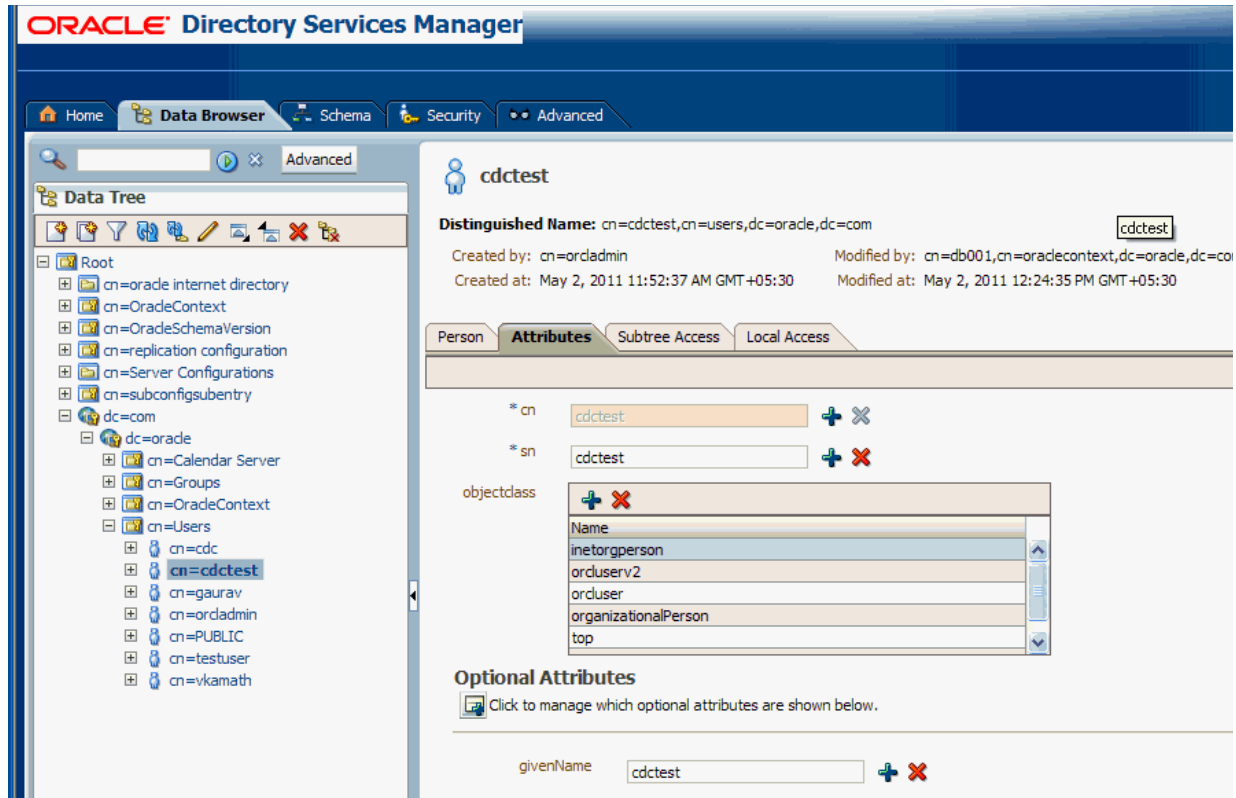 ORACLE Directory Services Manager
Home Data Browser Schema Security Advanced
Advanced
Data Tree
Root
cn=oracle internet directory
cn=OracleContext
cn=OracleSchemaVersion
cn=replication configuration
cn=Server Configurations
cn=subconfigsubentry
dc=com
dc=oracle
cn=Calendar Server
cn=Groups
cn=OracleContext
cn=Users
cn=cdc
cn=cdctest
cn=gaurav
cn=orcladmin
cn=PUBLIC
cn=testuser
cn=vkamath
cdctest
Distinguished Name: cn=cdctest,cn=users,dc=oracle,dc=com
cdctest
Created by: cn=orcladmin Modified by: cn=db001,cn=oraclecontext,dc=oracle,dc=co
Created at: May 2, 2011 11:52:37 AM GMT+05:30 Modified at: May 2, 2011 12:24:35 PM GMT+05:30
Person Attributes Subtree Access Local Access
* cn cdctest
* sn cdctest
objectclass
Name
inetorgperson
orcluserv2
orcluser
organizationalPerson
top
Optional Attributes
Click to manage which optional attributes are shown below.
givenName cdctest